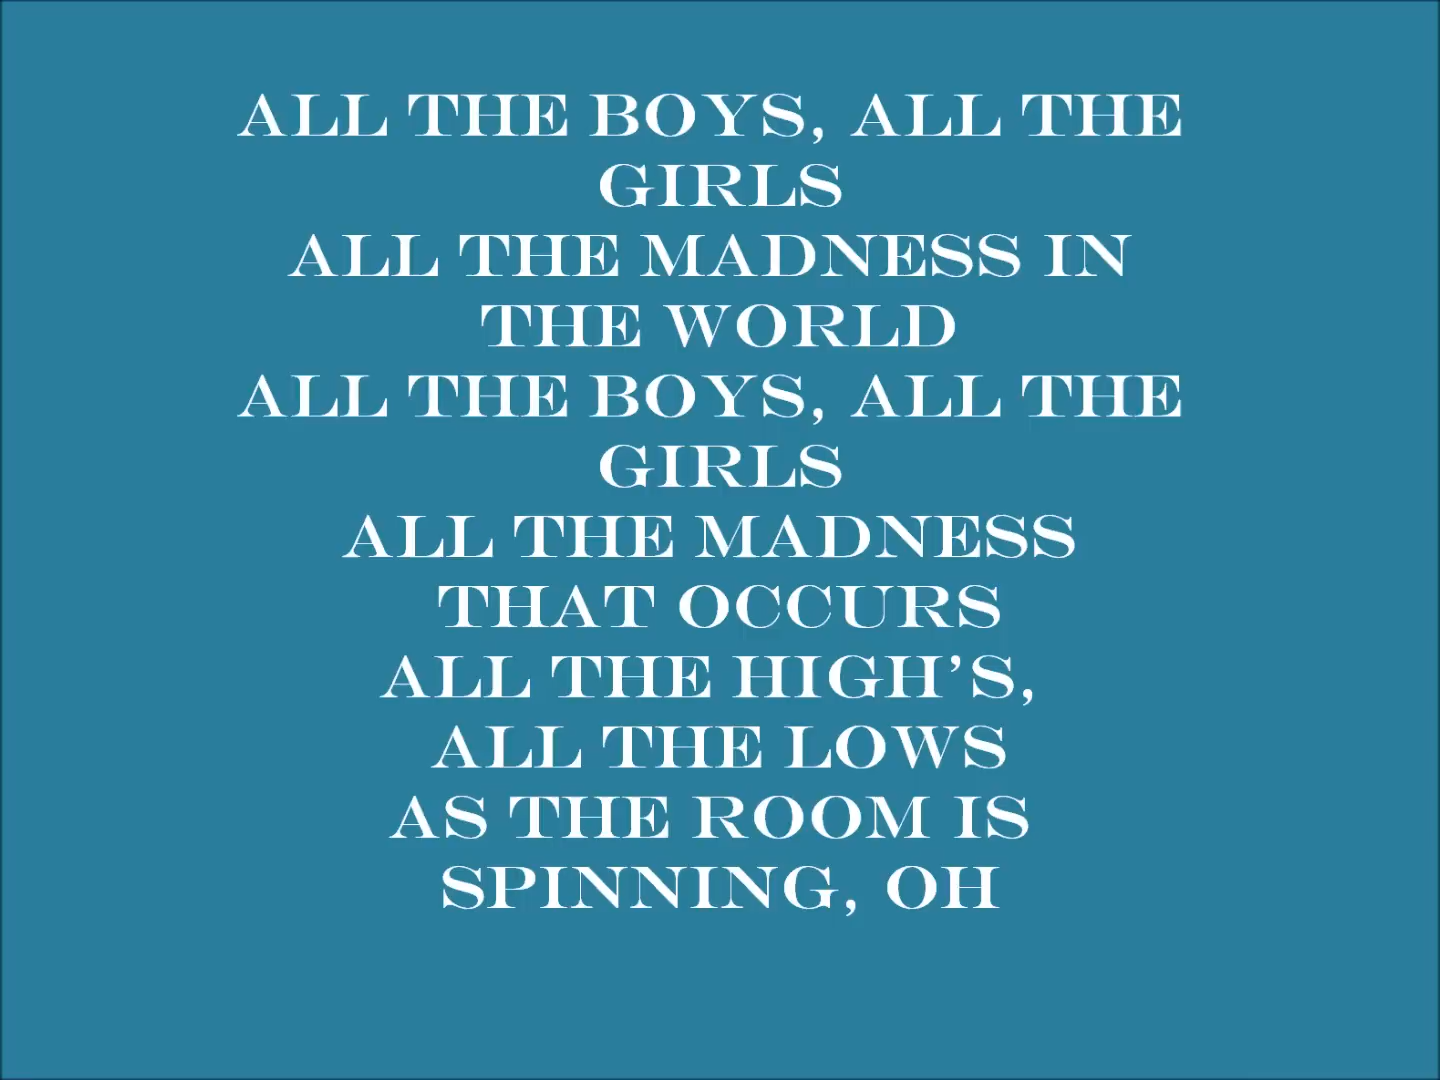 ALL THE BOYS, ALL THE
GIRLS
ALL THE MADNESS IN
THE WORLD
ALL THE BOYS, ALL THE
GIRLS
ALL THE MADNESS
THAT OCCURS
ALL THE HIGH'S,
ALL THE LOWS
AS THE ROOM IS
SPINNING, OH